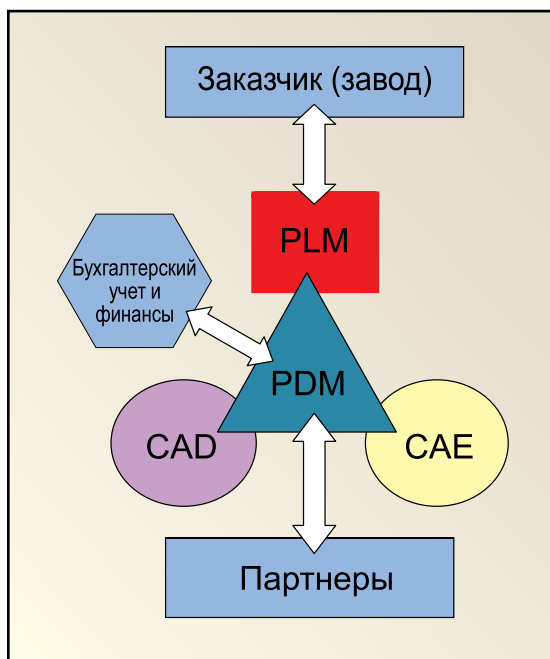 Заказчик (завод)
PLM
Бухгалтерский
учет и
финансы
PDM
CAD
CAE
Партнеры